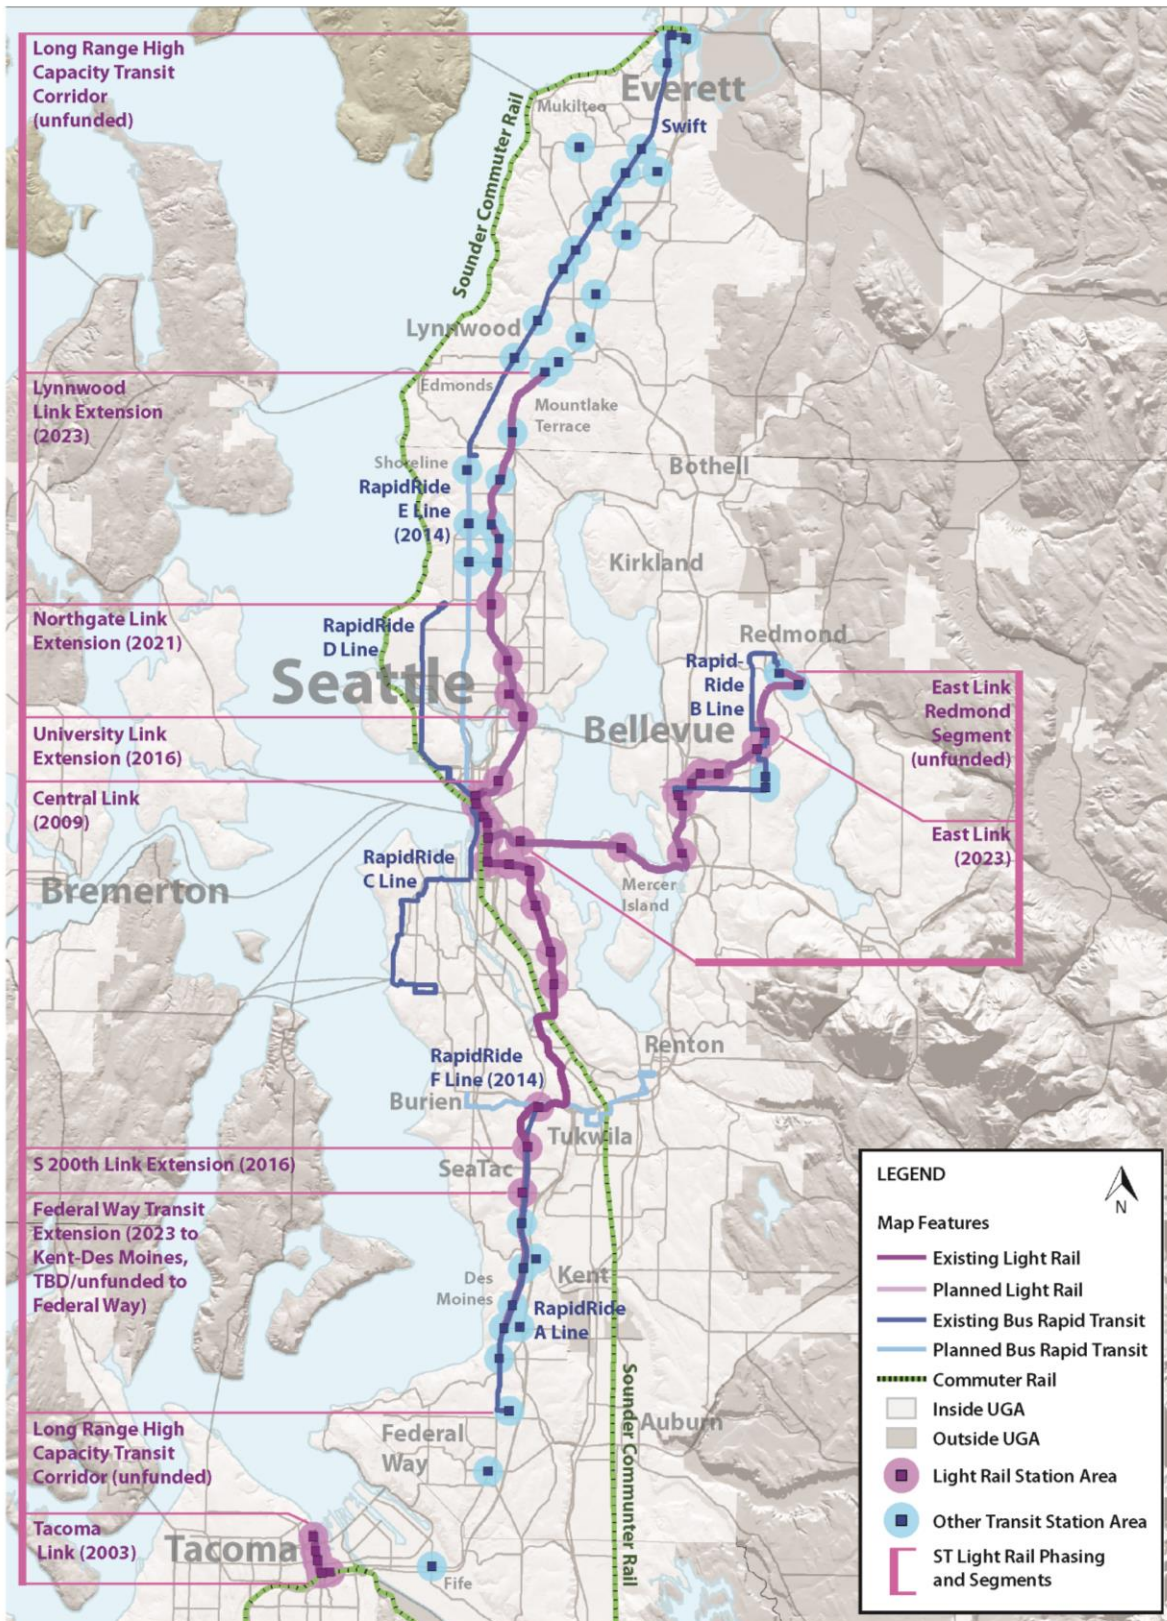 Long Range High
Capacity Transit
Corridor
(unfunded)
Everett
Mukilteo
Swift
Sounder Commuter Rail
Lynnwood
Edmonds
Lynnwood
Link Extension
(2023)
Mountlake
Terrace
Bothell
Shoreline
RapidRide
E Line
(2014)
Kirkland
Northgate Link
Extension (2021)
RapidRide
D Line
Redmond
Seattle
Rapid-
Ride
B Line
East Link
Redmond
Segment
(unfunded)
Bellevue
University Link
Extension (2016)
Central Link
(2009)
East Link
(2023)
RapidRide
C Line
Bremerton
Mercer
Island
Renton
RapidRide
F Line (2014)
Burien
Tukwila
S 200th Link Extension (2016)
SeaTac
Federal Way Transit
Extension (2023 to
Kent-Des Moines,
TBD/unfunded to
Federal Way)
Des
Moines
Kent
RapidRide
A Line
Sounder Communter Rail
Auburn
Federal
Way
Long Range High
Capacity Transit
Corridor (unfunded)
Tacoma
Link (2003)
Tacoma
Fife
LEGEND
N
Map Features
Existing Light Rail
Planned Light Rail
Existing Bus Rapid Transit
Planned Bus Rapid Transit
Commuter Rail
Inside UGA
Outside UGA
Light Rail Station Area
Other Transit Station Area
ST Light Rail Phasing
and Segments